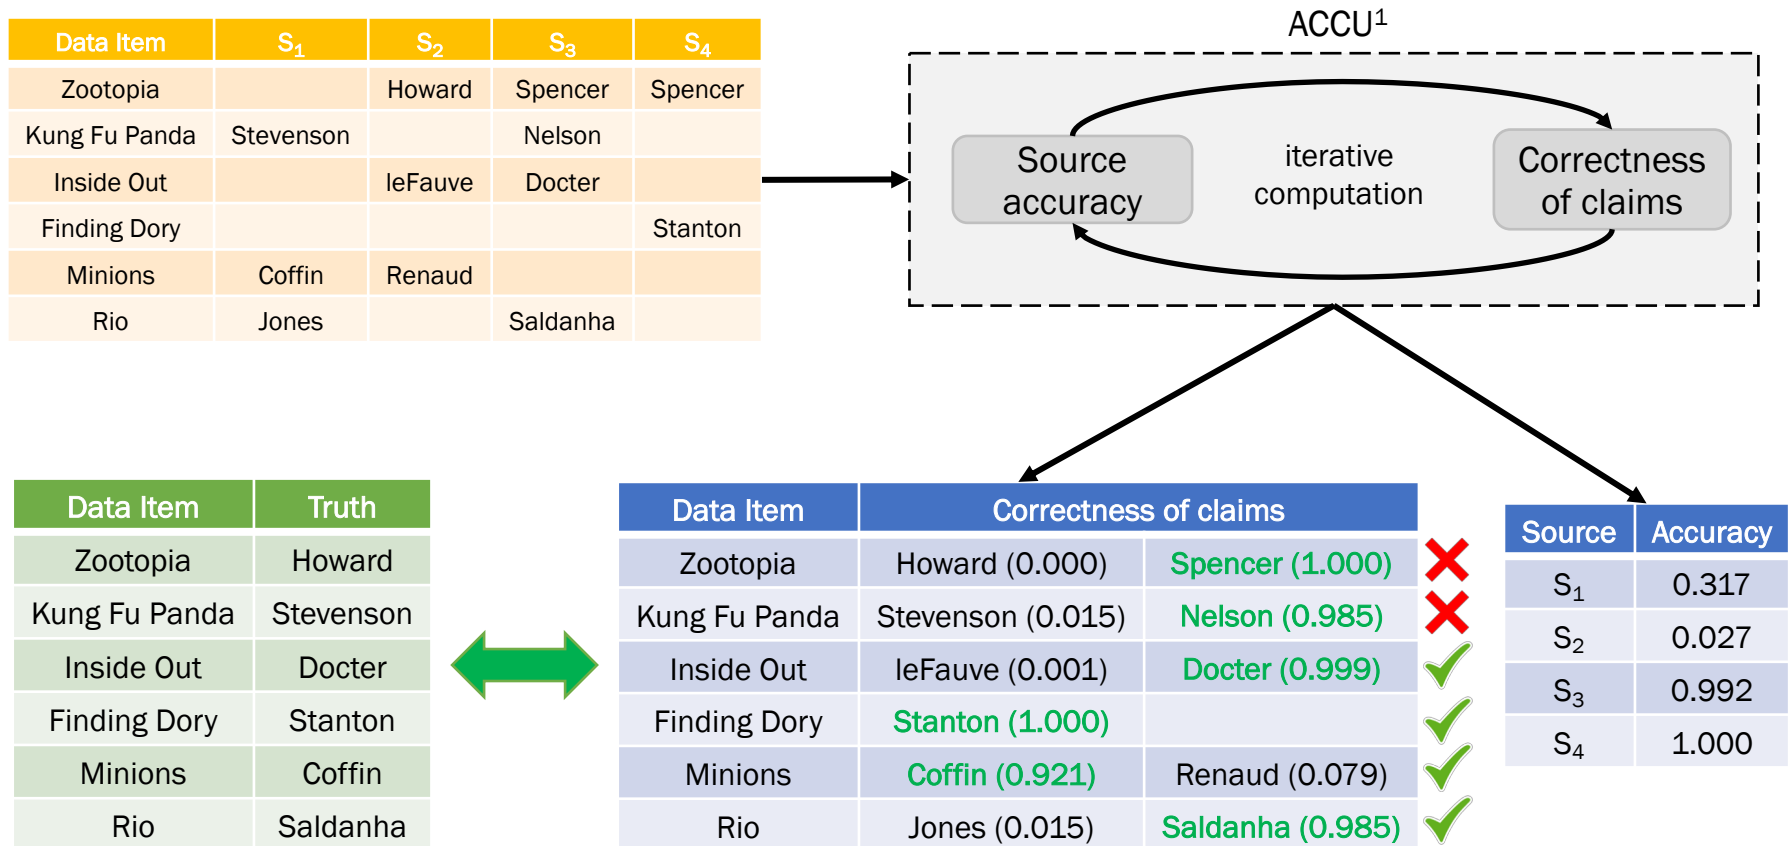 Data Item S1 S2 S3 S4
Zootopia Howard Spencer Spencer
Kung Fu Panda Stevenson Nelson
Inside Out leFauve Docter
Finding Dory Stanton
Minions Coffin Renaud
Rio Jones Saldanha
ACCU1
Source
accuracy
iterative
computation
Correctness
of claims
Data Item Truth
Zootopia Howard
Kung Fu Panda Stevenson
Inside Out Docter
Finding Dory Stanton
Minions Coffin
Rio Saldanha
Data Item Correctness of claims
Zootopia Howard (0.000) Spencer (1.000)
Kung Fu Panda Stevenson (0.015) Nelson (0.985)
Inside Out leFauve (0.001) Docter (0.999)
Finding Dory Stanton (1.000)
Minions Coffin (0.921) Renaud (0.079)
Rio Jones (0.015) Saldanha (0.985)
Source Accuracy
S1 0.317
S2 0.027
S3 0.992
S4 1.000